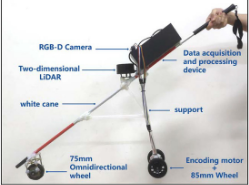 RGB-D Camera
Data acquisition
and processing
device
Two-dimensional
LiDAR
white cane
support
75mm
Omnidirectional
wheel
Encoding motor
+
85mm Wheel